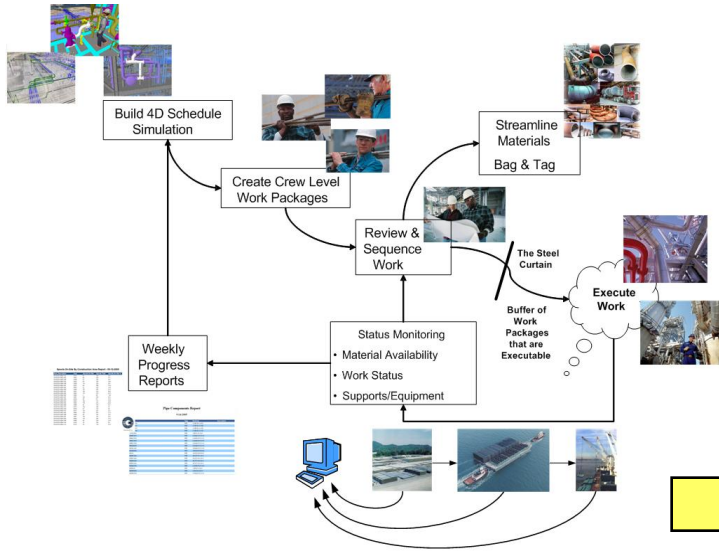 Build 4D Schedule
Simulation
Create Crew Level
Work Packages
Streamline
Materials
Bag & Tag
Review &
Sequence
Work
The Steel
Curtain
Execute
Work
Buffer of
Work
Packages
that are
Executable
Status Monitoring
• Material Availability
• Work Status
• Supports/Equipment
Weekly
Progress
Reports
Pipe Components Report